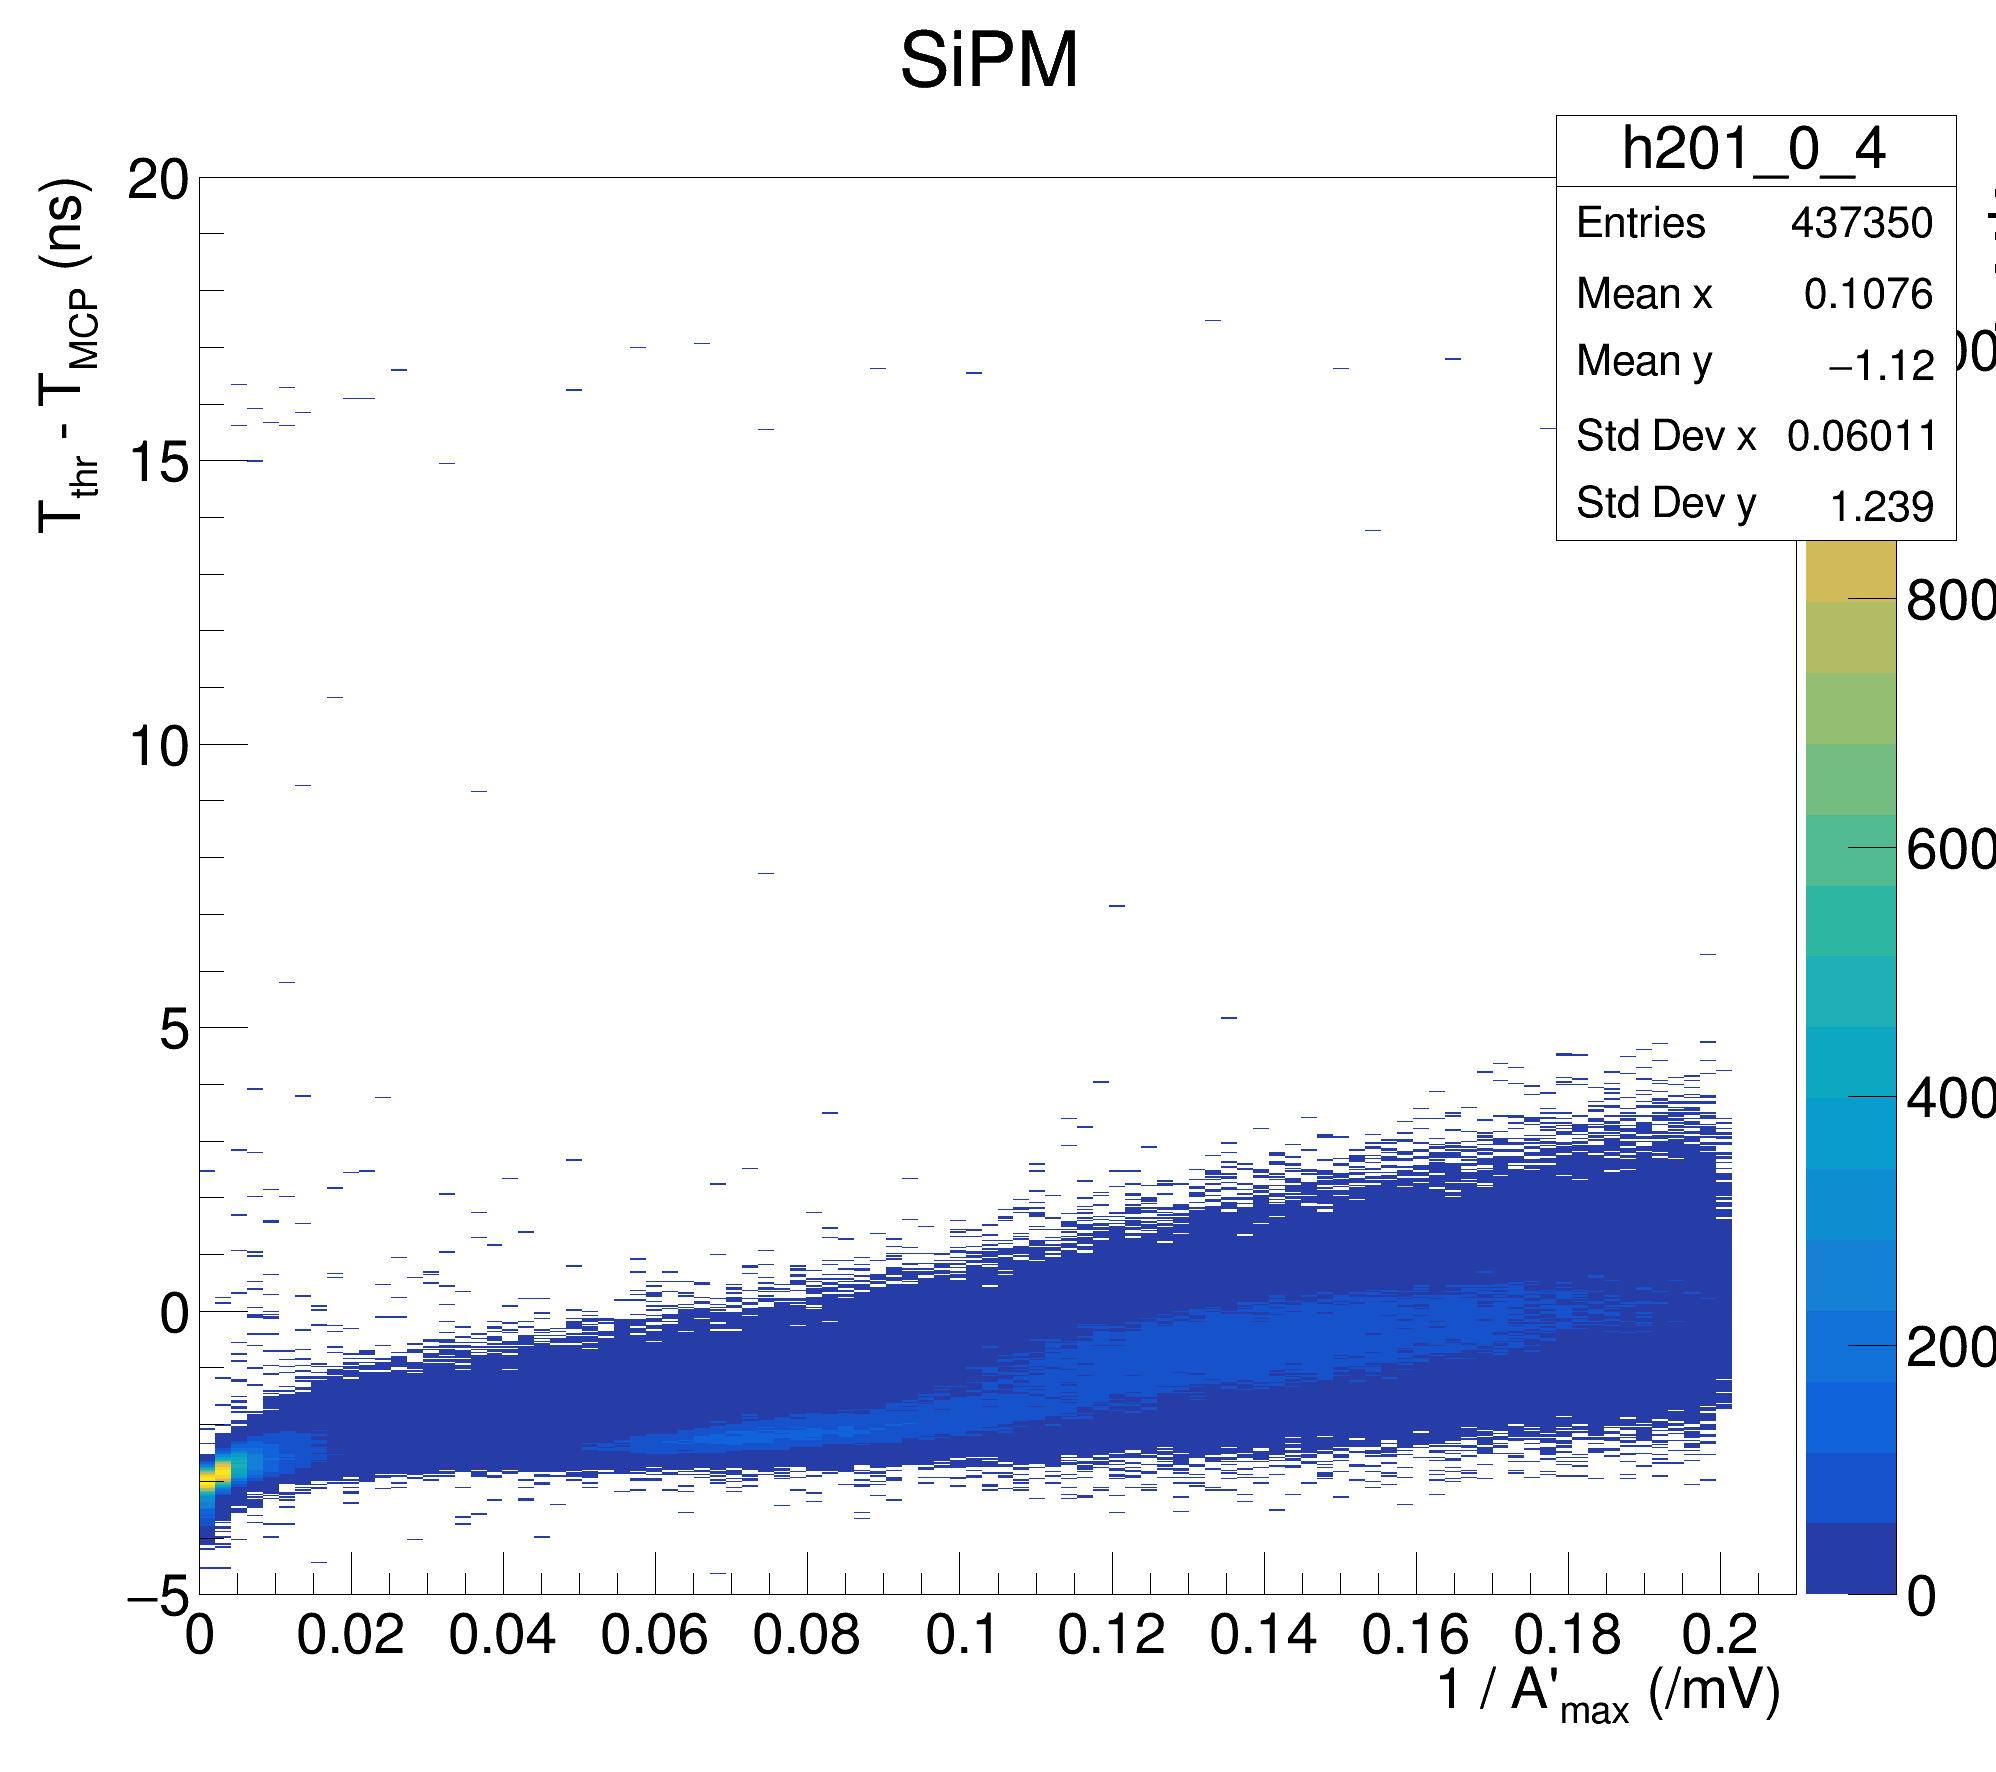 SiPM
h201_0_4
Entries 437350
Mean x 0.1076
Mean y −1.12
Std Dev x 0.06011
Std Dev y 1.239
T_thr - T_MCP (ns)
20
15
10
5
0
−5
0 0.02 0.04 0.06 0.08 0.1 0.12 0.14 0.16 0.18 0.2
1 / A'_max (/mV)
800
600
400
200
0